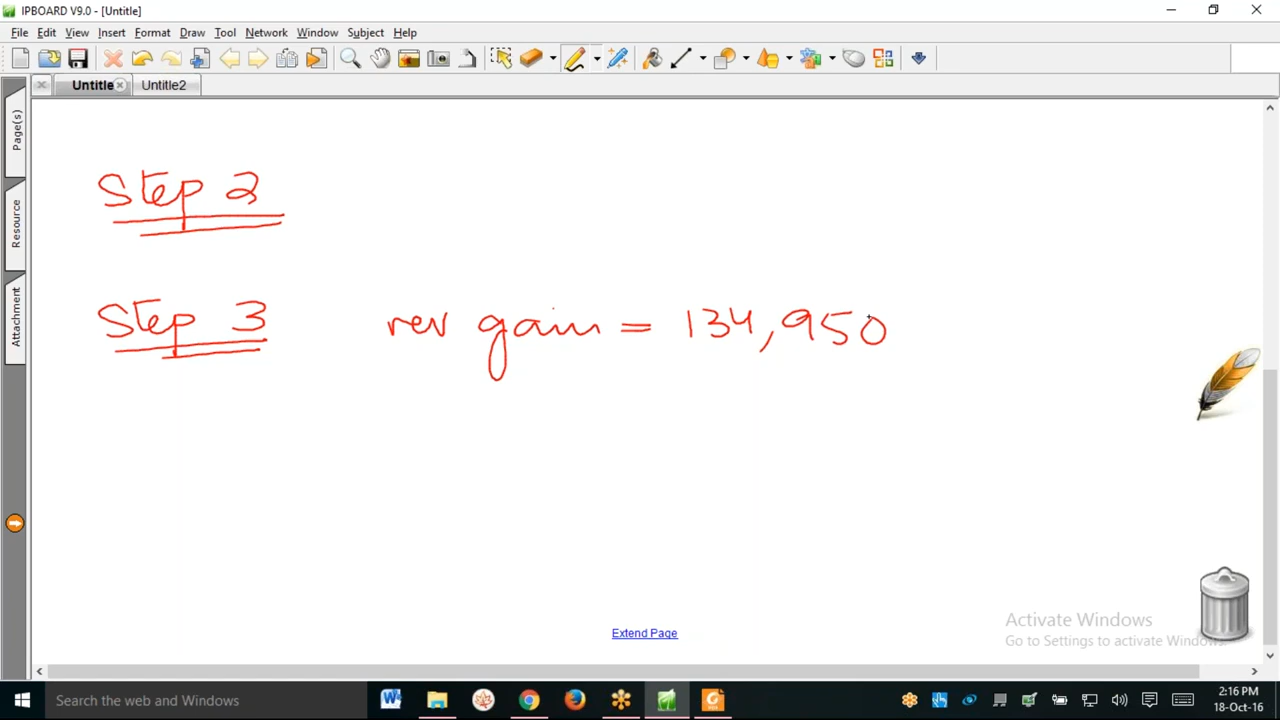 IPBOARD V9.0 - [Untitle]
File Edit View Insert Format Draw Tool Network Window Subject Help
Untitle Untitle2
Page(s)
Resource
Attachment
Step 2
Step 3 rev gain = 134,950
Extend Page
Activate Windows
Go to Settings to activate Windows.
Search the web and Windows
2:16 PM
18-Oct-16